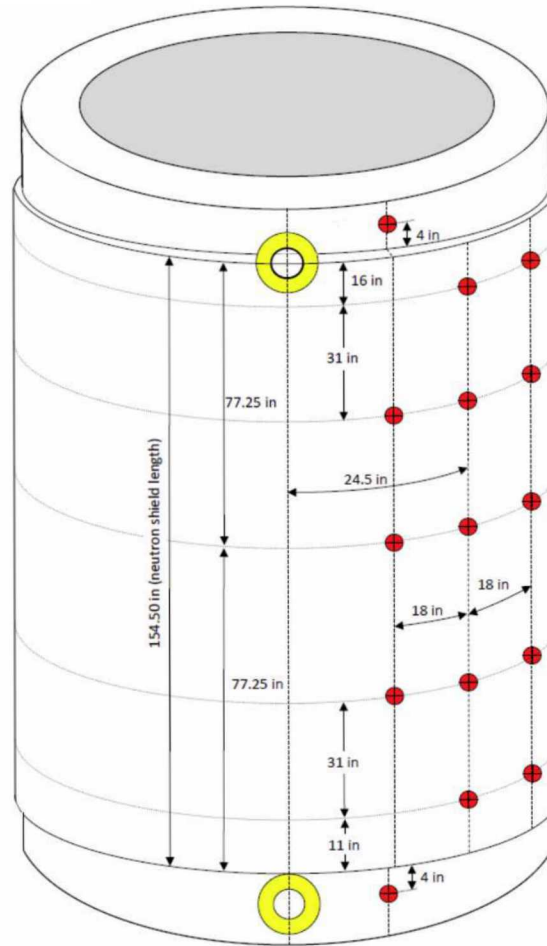 4 in
16 in
31 in
77.25 in
24.5 in
154.50 in (neutron shield length)
18 in
18 in
77.25 in
31 in
11 in
4 in